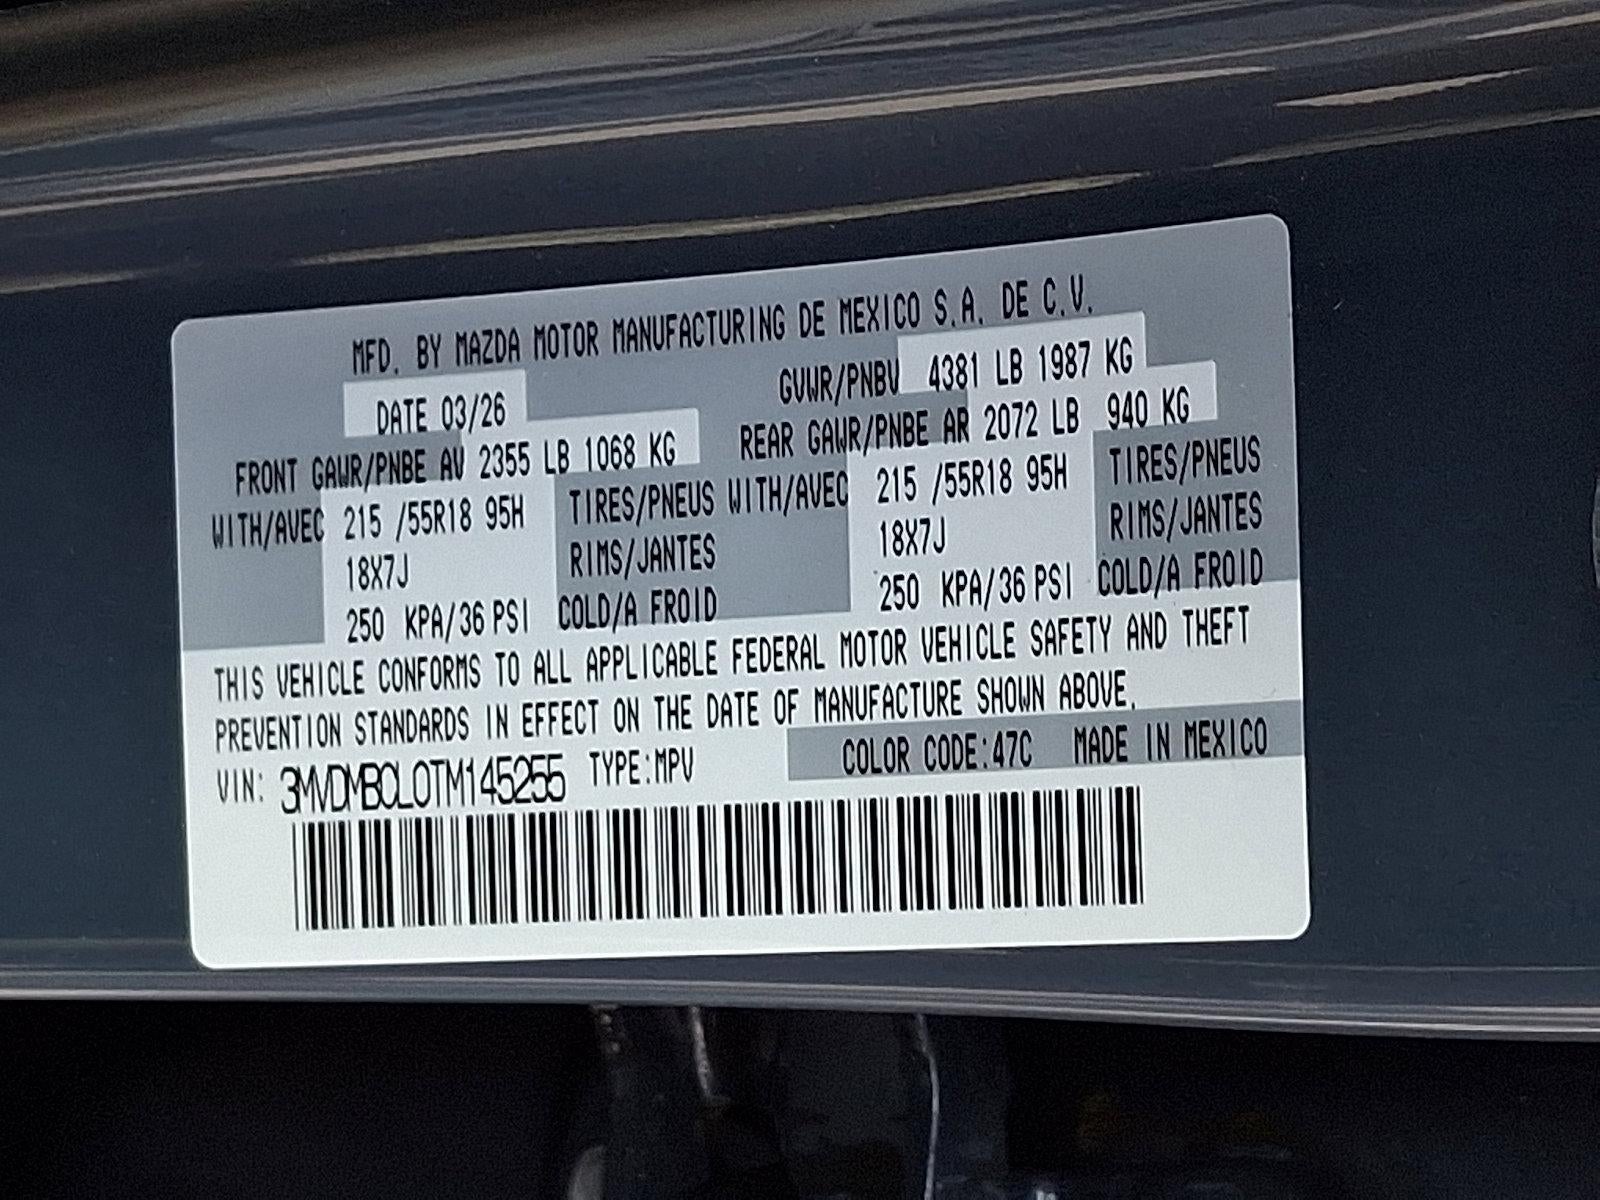 MFD. BY MAZDA MOTOR MANUFACTURING DE MEXICO S.A. DE C.V.
DATE 03/26 GVWR/PNBV 4381 LB 1987 KG
FRONT GAWR/PNBE AV 2355 LB 1068 KG REAR GAWR/PNBE AR 2072 LB 940 KG
WITH/AVEC 215 /55R18 95H TIRES/PNEUS WITH/AVEC 215 /55R18 95H TIRES/PNEUS
18X7J RIMS/JANTES 18X7J RIMS/JANTES
250 KPA/36 PSI COLD/A FROID 250 KPA/36 PSI COLD/A FROID
THIS VEHICLE CONFORMS TO ALL APPLICABLE FEDERAL MOTOR VEHICLE SAFETY AND THEFT
PREVENTION STANDARDS IN EFFECT ON THE DATE OF MANUFACTURE SHOWN ABOVE.
VIN: 3MVDMBCL0TM145255 TYPE:MPV COLOR CODE:47C MADE IN MEXICO